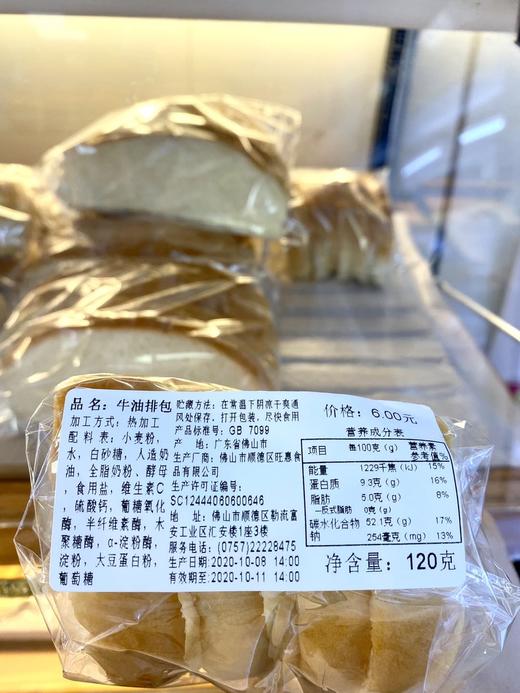 品名：牛油排包
加工方式：热加工
配料表：小麦粉，
水，白砂糖，人造奶
油，全脂奶粉，酵母
，食用盐，维生素C
，硫酸钙，葡糖氧化
酶，半纤维素酶，木
聚糖酶，α-淀粉酶，
淀粉，大豆蛋白粉，
葡萄糖
贮藏方法：在常温下阴凉干爽通
风处保存，打开包装，尽快食用
产品标准号：GB 7099
产 地：广东省佛山市
生产厂商：佛山市顺德区旺惠食
品有限公司
生产许可证编号：
SC12444060600646
地 址：佛山市顺德区勒流富
安工业区汇安楼1座3楼
服务电话：(0757)22228475
生产日期：2020-10-08 14:00
有效期至：2020-10-11 14:00
价格：6.00元
营养成分表
项目 每100克(g) 营养素参考值%
能量 1229千焦(kJ) 15%
蛋白质 9.3克(g) 16%
脂肪 5.0克(g) 8%
-反式脂肪 0克(g)
碳水化合物 52.1克(g) 17%
钠 254毫克(mg) 13%
净含量：120克